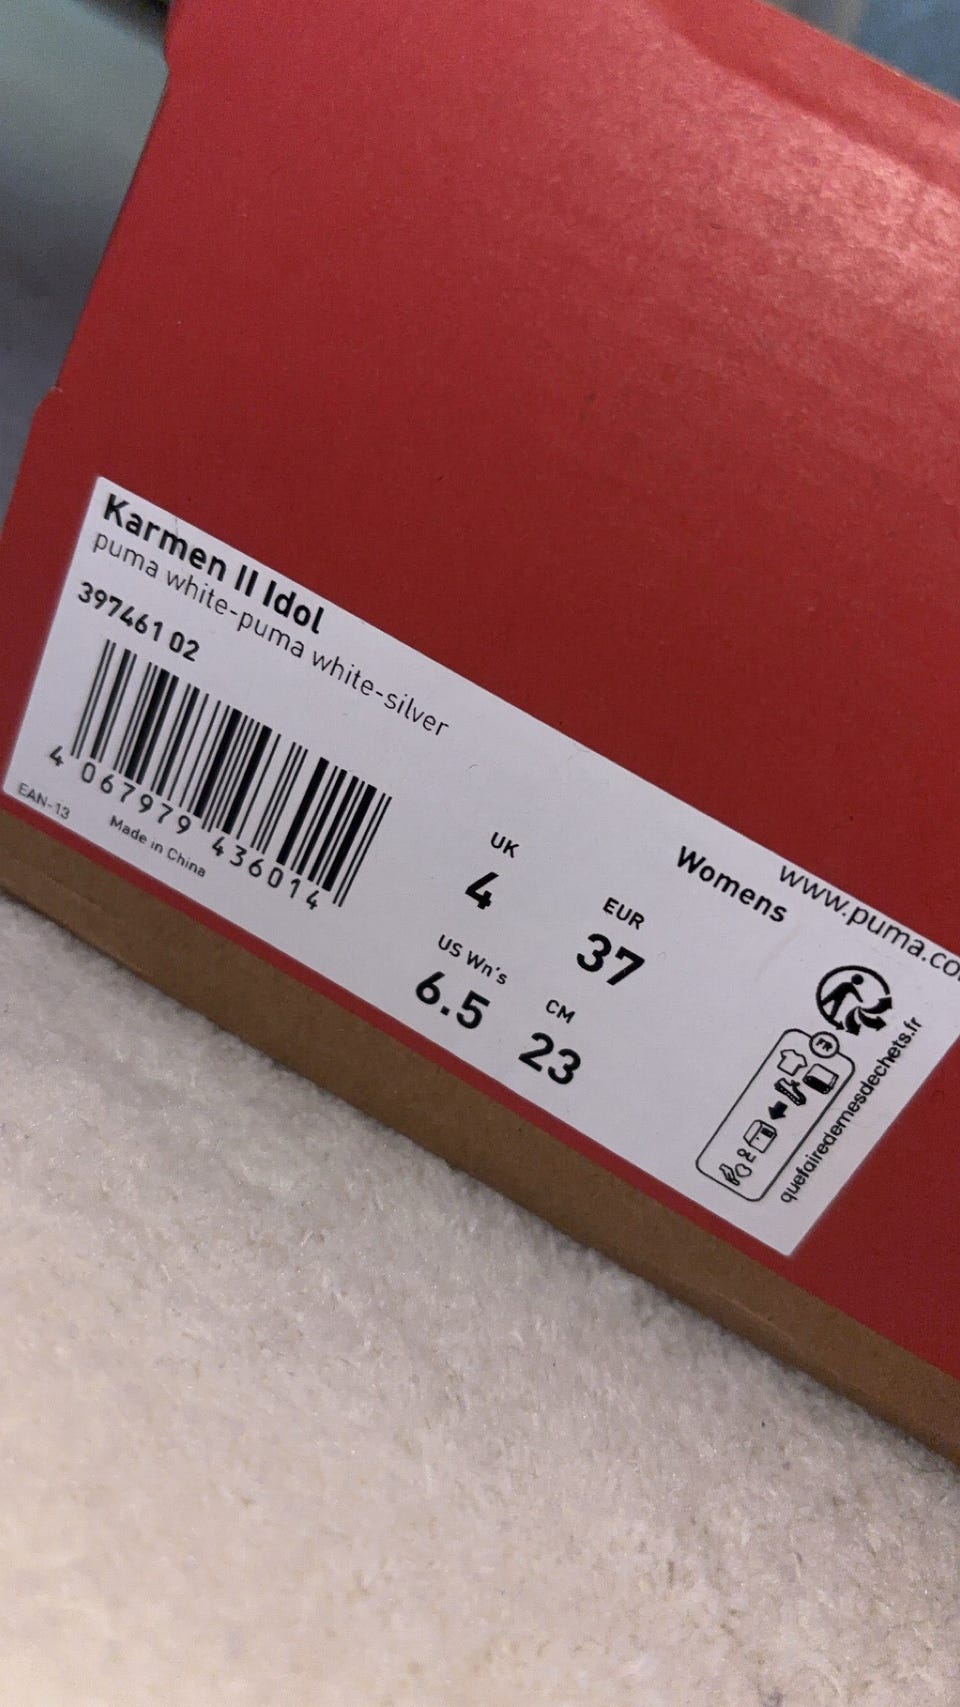 Karmen II Idol
puma white-puma white-silver
397461 02
4 067979 436014
EAN-13
Made in China
UK
4
EUR
37
US Wn's
6.5
CM
23
Womens
www.puma.co
FR
quefairedemesdechets.fr